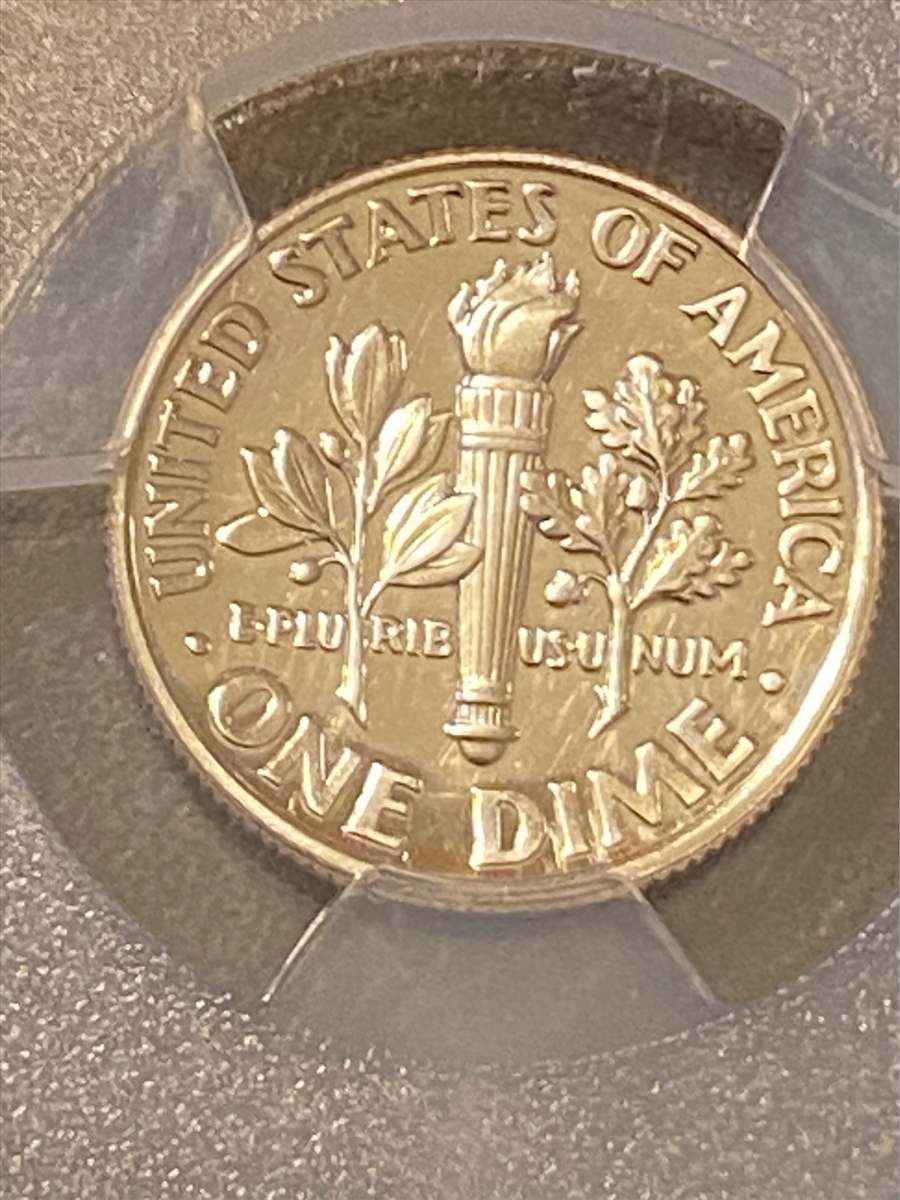 UNITED STATES OF AMERICA
E·PLURIBUS·UNUM
· ONE DIME ·